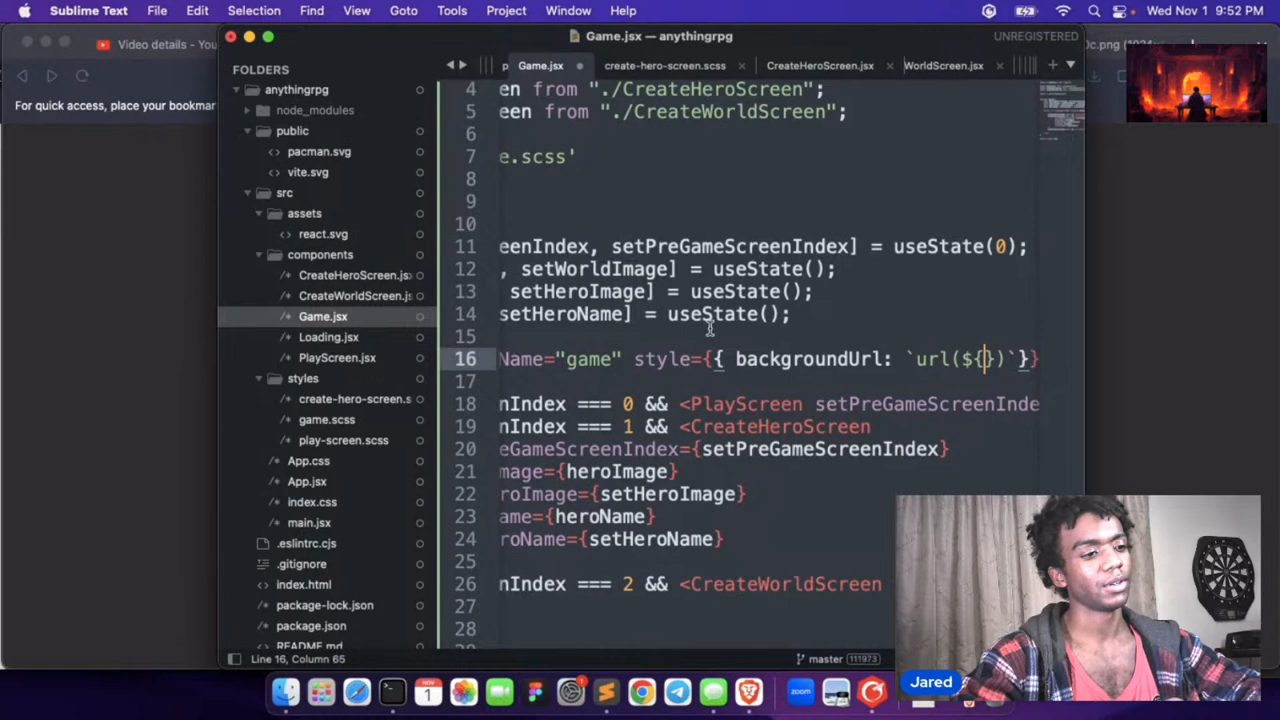 Sublime Text File Edit Selection Find View Goto Tools Project Window Help Wed Nov 1 9:52 PM
Video details - You
Game.jsx — anythingrpg
UNREGISTERED
For quick access, place your bookmar
FOLDERS
anythingrpg
node_modules
public
pacman.svg
vite.svg
src
assets
react.svg
components
CreateHeroScreen.js
CreateWorldScreen.j
Game.jsx
Loading.jsx
PlayScreen.jsx
styles
create-hero-screen.s
game.scss
play-screen.scss
App.css
App.jsx
index.css
main.jsx
.eslintrc.cjs
.gitignore
index.html
package-lock.json
package.json
README.md
Game.jsx create-hero-screen.scss CreateHeroScreen.jsx WorldScreen.jsx
4 en from "./CreateHeroScreen";
5 een from "./CreateWorldScreen";
6
7 e.scss'
8
9
10
11 eenIndex, setPreGameScreenIndex] = useState(0);
12 , setWorldImage] = useState();
13 setHeroImage] = useState();
14 setHeroName] = useState();
15
16 Name="game" style={{ backgroundUrl: `url(${})`}}
17
18 nIndex === 0 && <PlayScreen setPreGameScreenInde
19 nIndex === 1 && <CreateHeroScreen
20 eGameScreenIndex={setPreGameScreenIndex}
21 mage={heroImage}
22 roImage={setHeroImage}
23 ame={heroName}
24 roName={setHeroName}
25
26 nIndex === 2 && <CreateWorldScreen
27
28
Line 16, Column 65
master 111973
Jared
NOV
1
1
zoom